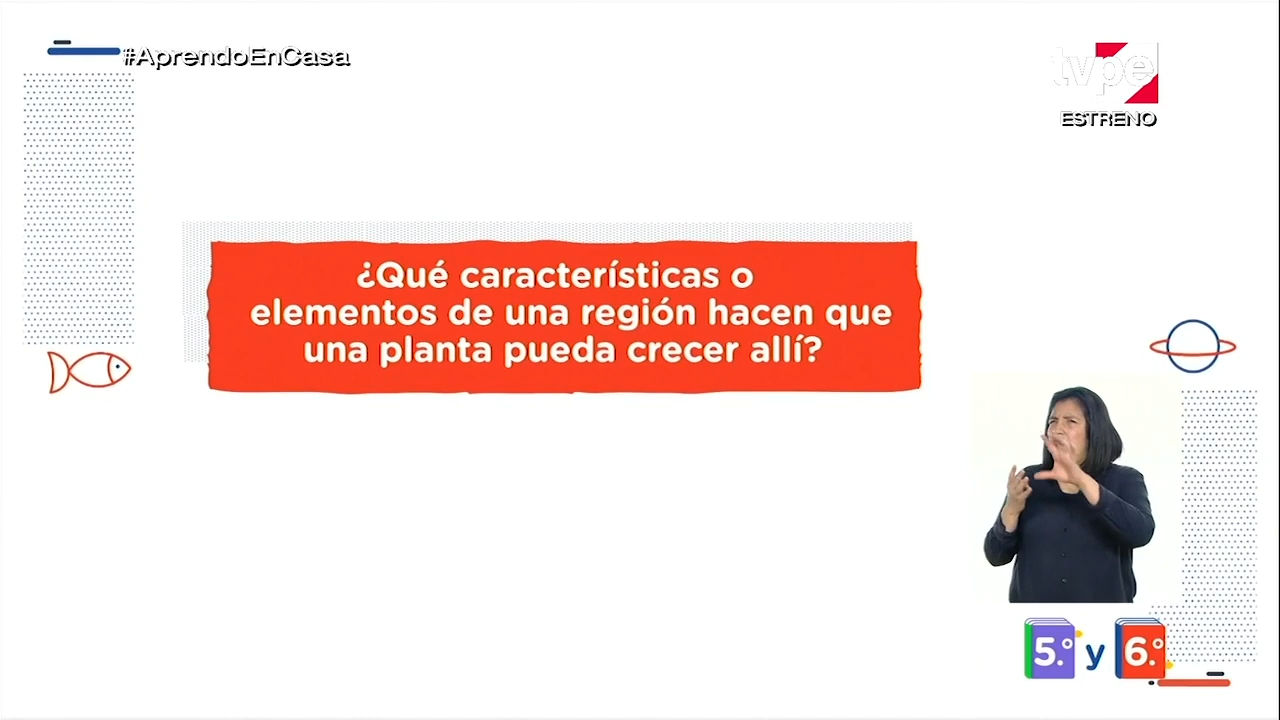 #AprendoEnCasa
tvpe
ESTRENO
¿Qué características o
elementos de una región hacen que
una planta pueda crecer allí?
5.° y 6.°